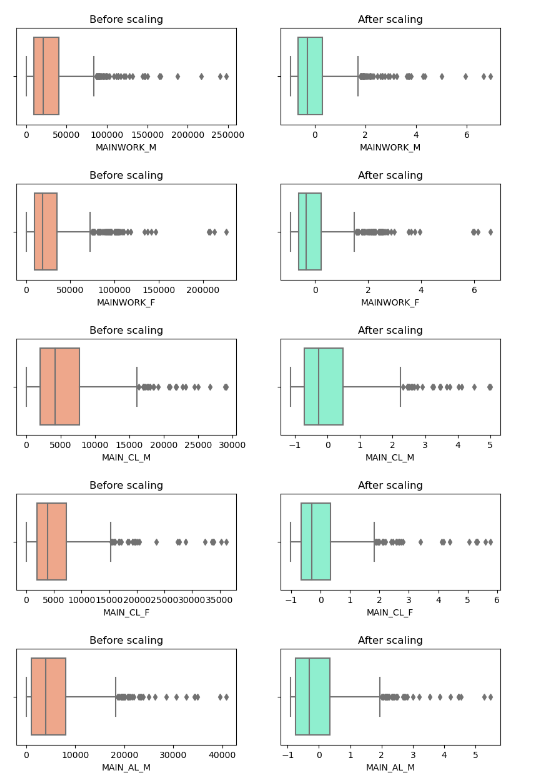 Before scaling
After scaling
0 50000 100000 150000 200000 250000
0 2 4 6
MAINWORK_M
MAINWORK_M
Before scaling
After scaling
0 50000 100000 150000 200000
0 2 4 6
MAINWORK_F
MAINWORK_F
Before scaling
After scaling
0 5000 10000 15000 20000 25000 30000
−1 0 1 2 3 4 5
MAIN_CL_M
MAIN_CL_M
Before scaling
After scaling
0 5000 10000 15000 20000 25000 30000 35000
−1 0 1 2 3 4 5 6
MAIN_CL_F
MAIN_CL_F
Before scaling
After scaling
0 10000 20000 30000 40000
−1 0 1 2 3 4 5
MAIN_AL_M
MAIN_AL_M